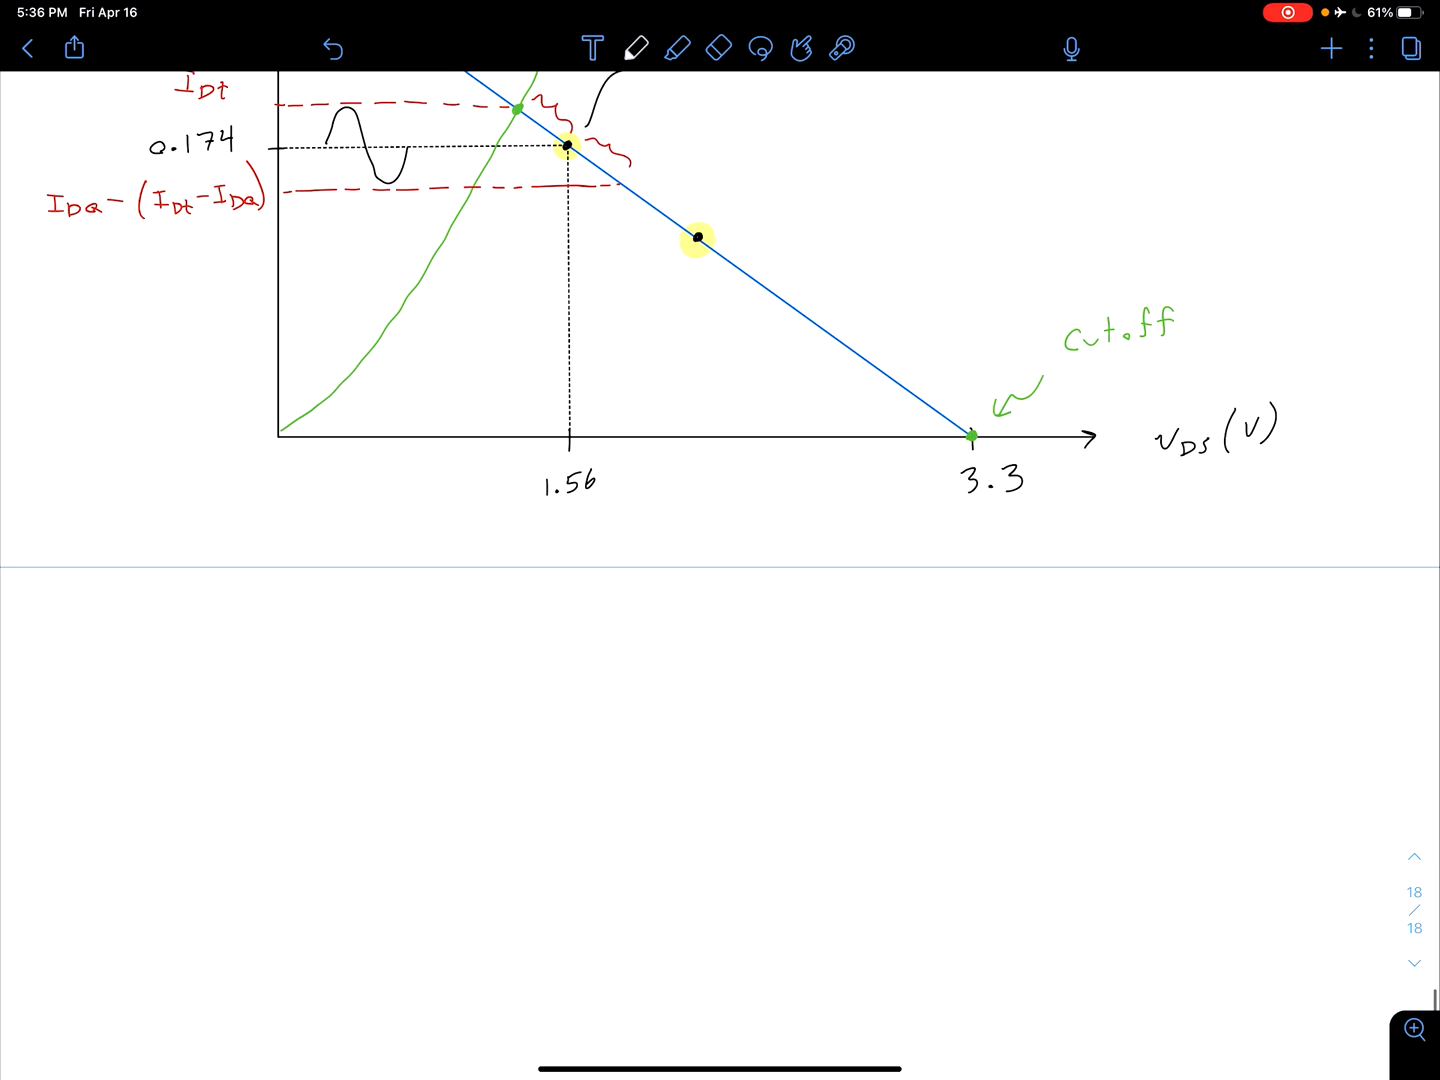 5:36 PM Fri Apr 16
61%
I_Dt
0.174
I_DQ - (I_Dt - I_DQ)
Cutoff
v_DS (V)
1.56
3.3
18
/
18